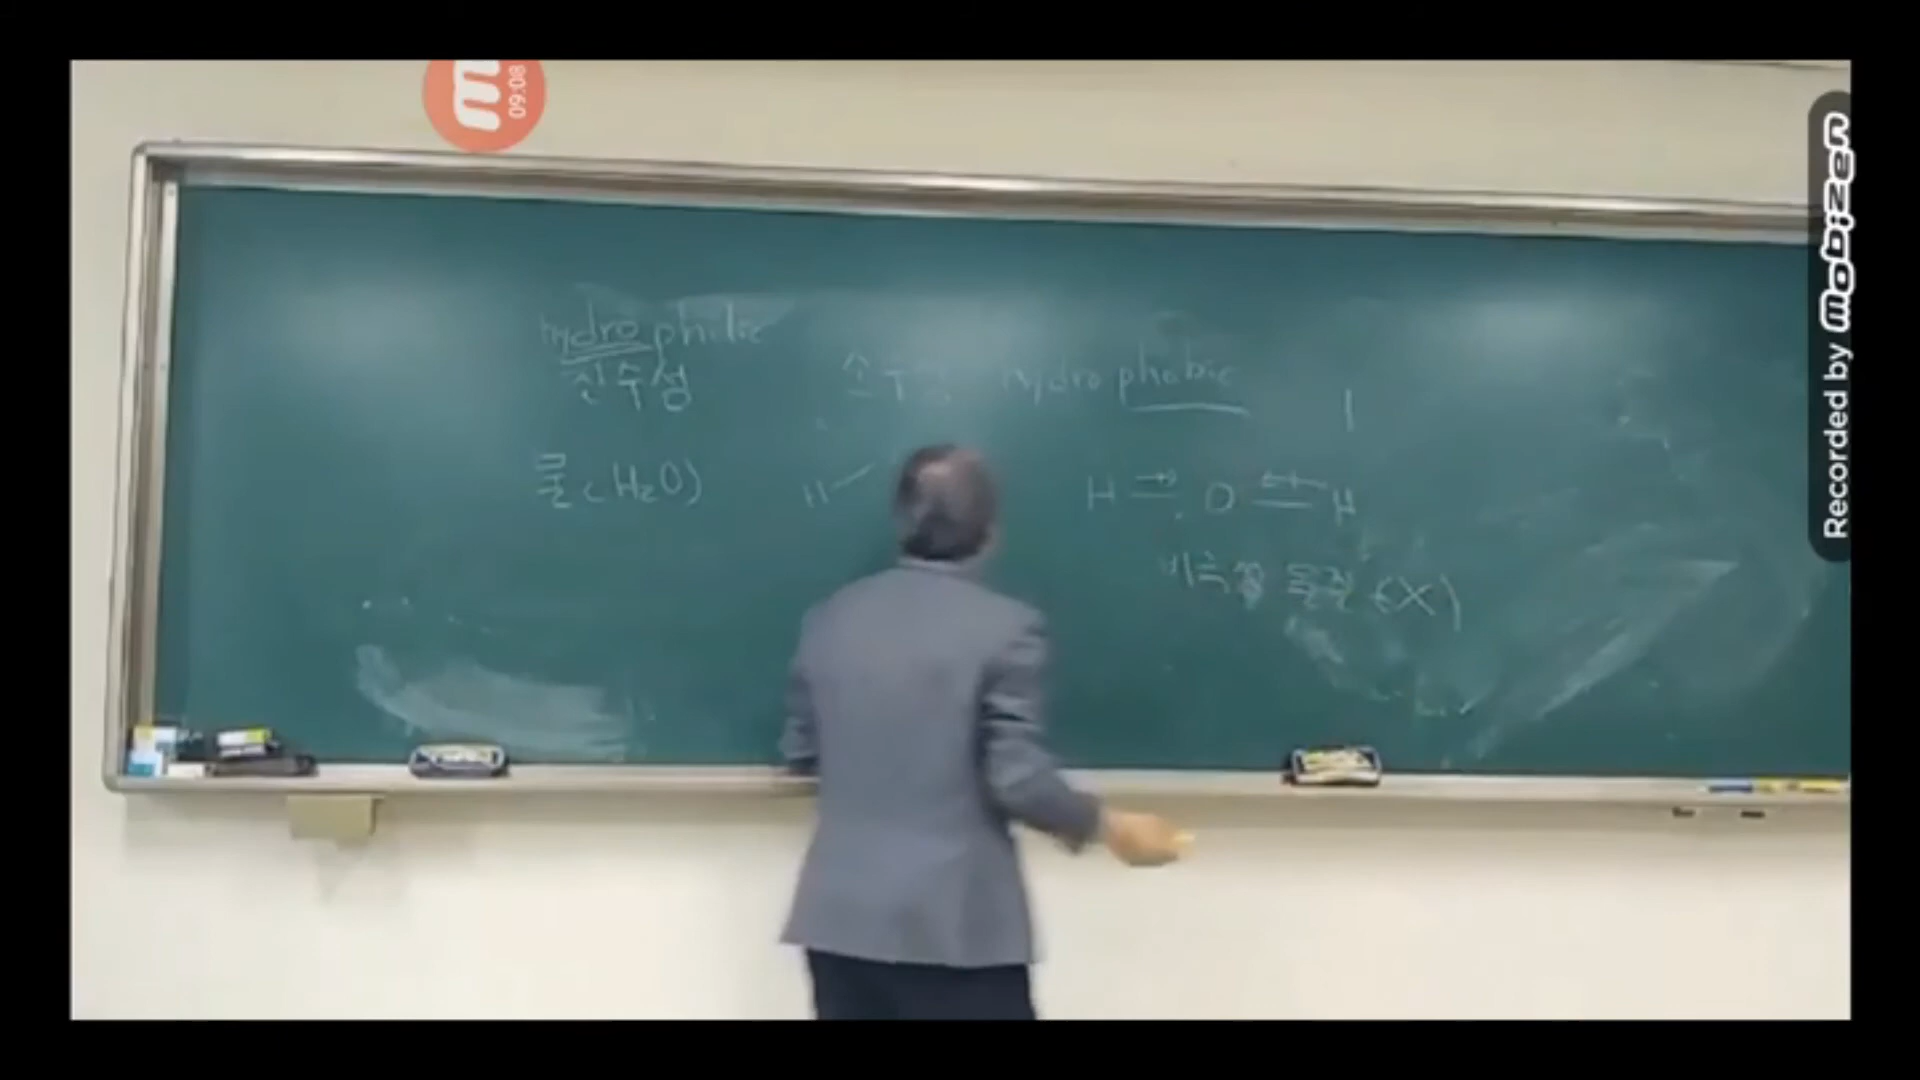 09:08
Recorded by mobizen
hydrophilic
친수성
소수성 hydrophobic
물(H2O)
H O H
비극성 물질 (X)